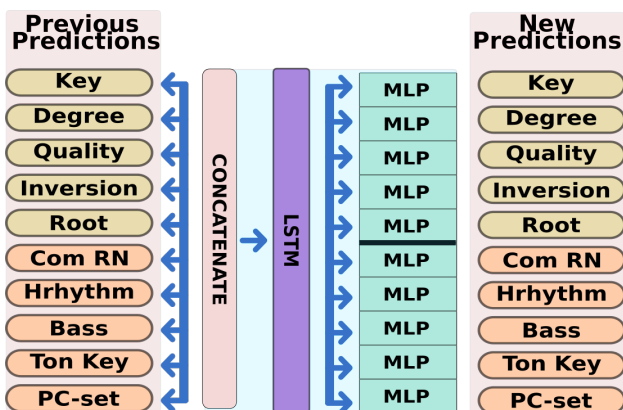 Previous
Predictions
Key
Degree
Quality
Inversion
Root
Com RN
Hrhythm
Bass
Ton Key
PC-set
CONCATENATE
LSTM
MLP
MLP
MLP
MLP
MLP
MLP
MLP
MLP
MLP
MLP
New
Predictions
Key
Degree
Quality
Inversion
Root
Com RN
Hrhythm
Bass
Ton Key
PC-set